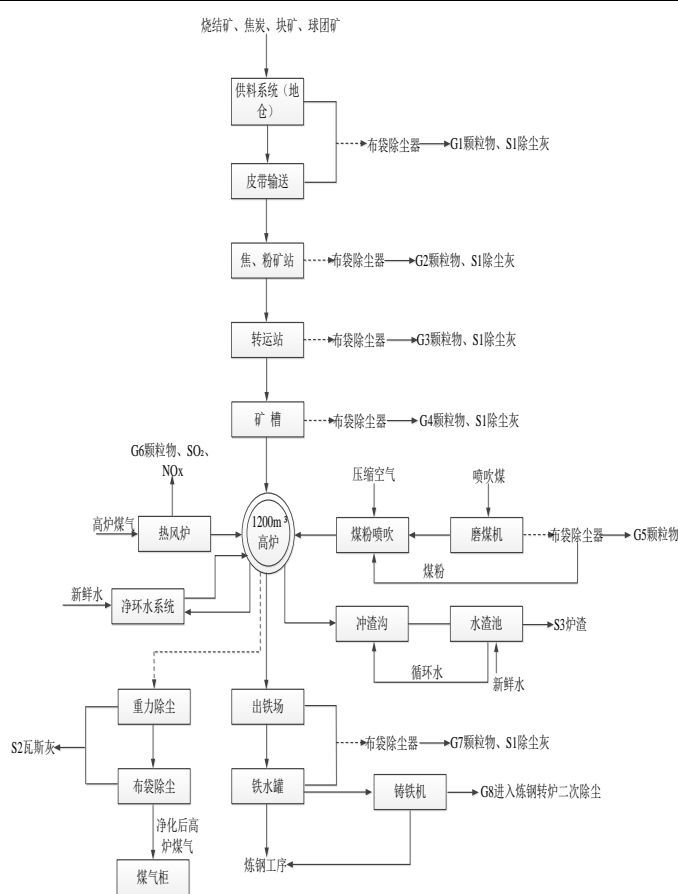 烧结矿、焦炭、块矿、球团矿
供料系统（地
仓）
布袋除尘器
G1颗粒物、S1除尘灰
皮带输送
焦、粉矿站
布袋除尘器
G2颗粒物、S1除尘灰
转运站
布袋除尘器
G3颗粒物、S1除尘灰
矿 槽
布袋除尘器
G4颗粒物、S1除尘灰
G6颗粒物、SO₂、
NOx
压缩空气
喷吹煤
高炉煤气
热风炉
1200m³
高炉
煤粉喷吹
磨煤机
布袋除尘器
G5颗粒物
煤粉
新鲜水
净环水系统
冲渣沟
水渣池
S3炉渣
循环水
新鲜水
重力除尘
出铁场
S2瓦斯灰
布袋除尘器
G7颗粒物、S1除尘灰
布袋除尘
铁水罐
铸铁机
G8进入炼钢转炉二次除尘
净化后高
炉煤气
炼钢工序
煤气柜